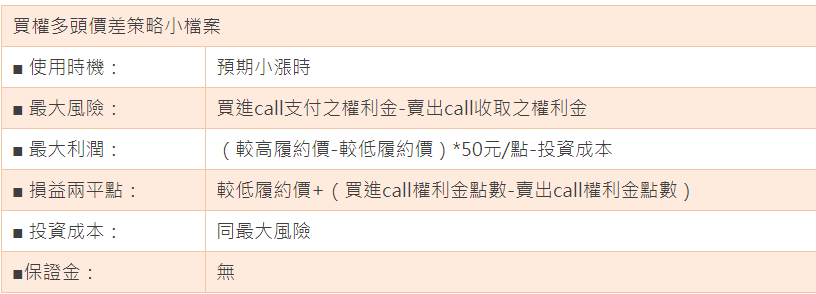 買權多頭價差策略小檔案
■ 使用時機： 預期小漲時
■ 最大風險： 買進call支付之權利金-賣出call收取之權利金
■ 最大利潤： （較高履約價-較低履約價）*50元/點-投資成本
■ 損益兩平點： 較低履約價+（買進call權利金點數-賣出call權利金點數）
■ 投資成本： 同最大風險
■保證金： 無